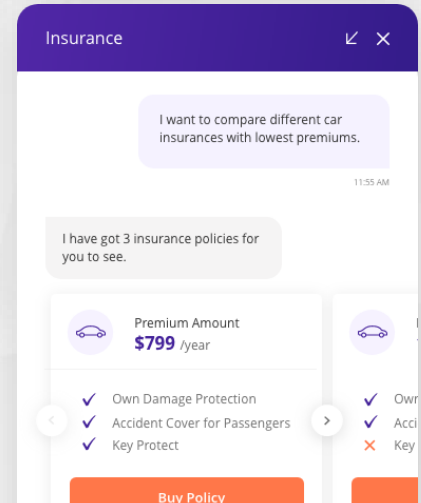 Insurance
I want to compare different car
insurances with lowest premiums.
11:55 AM
I have got 3 insurance policies for
you to see.
Premium Amount
$799 /year
Own Damage Protection
Accident Cover for Passengers
Key Protect
Buy Policy
Key